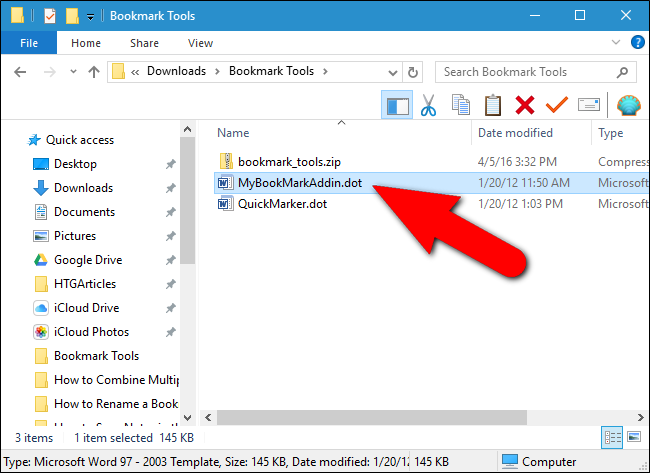 Bookmark Tools
File Home Share View
« Downloads › Bookmark Tools ›
Search Bookmark Tools
Name Date modified Type
Quick access
Desktop
Downloads
Documents
Pictures
Google Drive
HTGArticles
iCloud Drive
iCloud Photos
Bookmark Tools
How to Combine Multip
How to Rename a Book
bookmark_tools.zip 4/5/16 3:32 PM Compress
MyBookMarkAddin.dot 1/20/12 11:50 AM Microsoft
QuickMarker.dot 1/20/12 1:03 PM Microsoft
3 items 1 item selected 145 KB
Type: Microsoft Word 97 - 2003 Template, Size: 145 KB, Date modified: 1/20/12 145 KB Computer